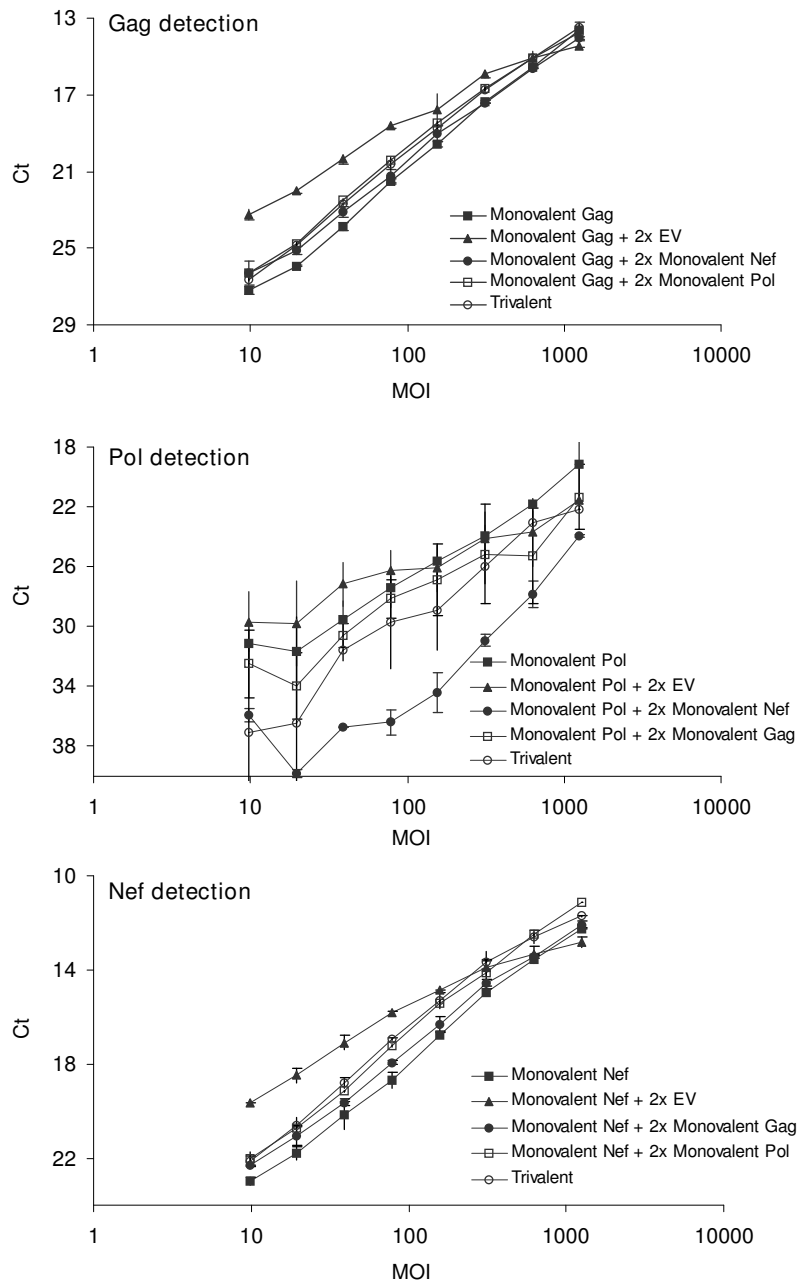 Gag detection
13
17
21
25
29
Ct
Monovalent Gag
Monovalent Gag + 2x EV
Monovalent Gag + 2x Monovalent Nef
Monovalent Gag + 2x Monovalent Pol
Trivalent
1 10 100 1000 10000
MOI
Pol detection
18
22
26
30
34
38
Ct
Monovalent Pol
Monovalent Pol + 2x EV
Monovalent Pol + 2x Monovalent Nef
Monovalent Pol + 2x Monovalent Gag
Trivalent
1 10 100 1000 10000
MOI
Nef detection
10
14
18
22
Ct
Monovalent Nef
Monovalent Nef + 2x EV
Monovalent Nef + 2x Monovalent Gag
Monovalent Nef + 2x Monovalent Pol
Trivalent
1 10 100 1000 10000
MOI